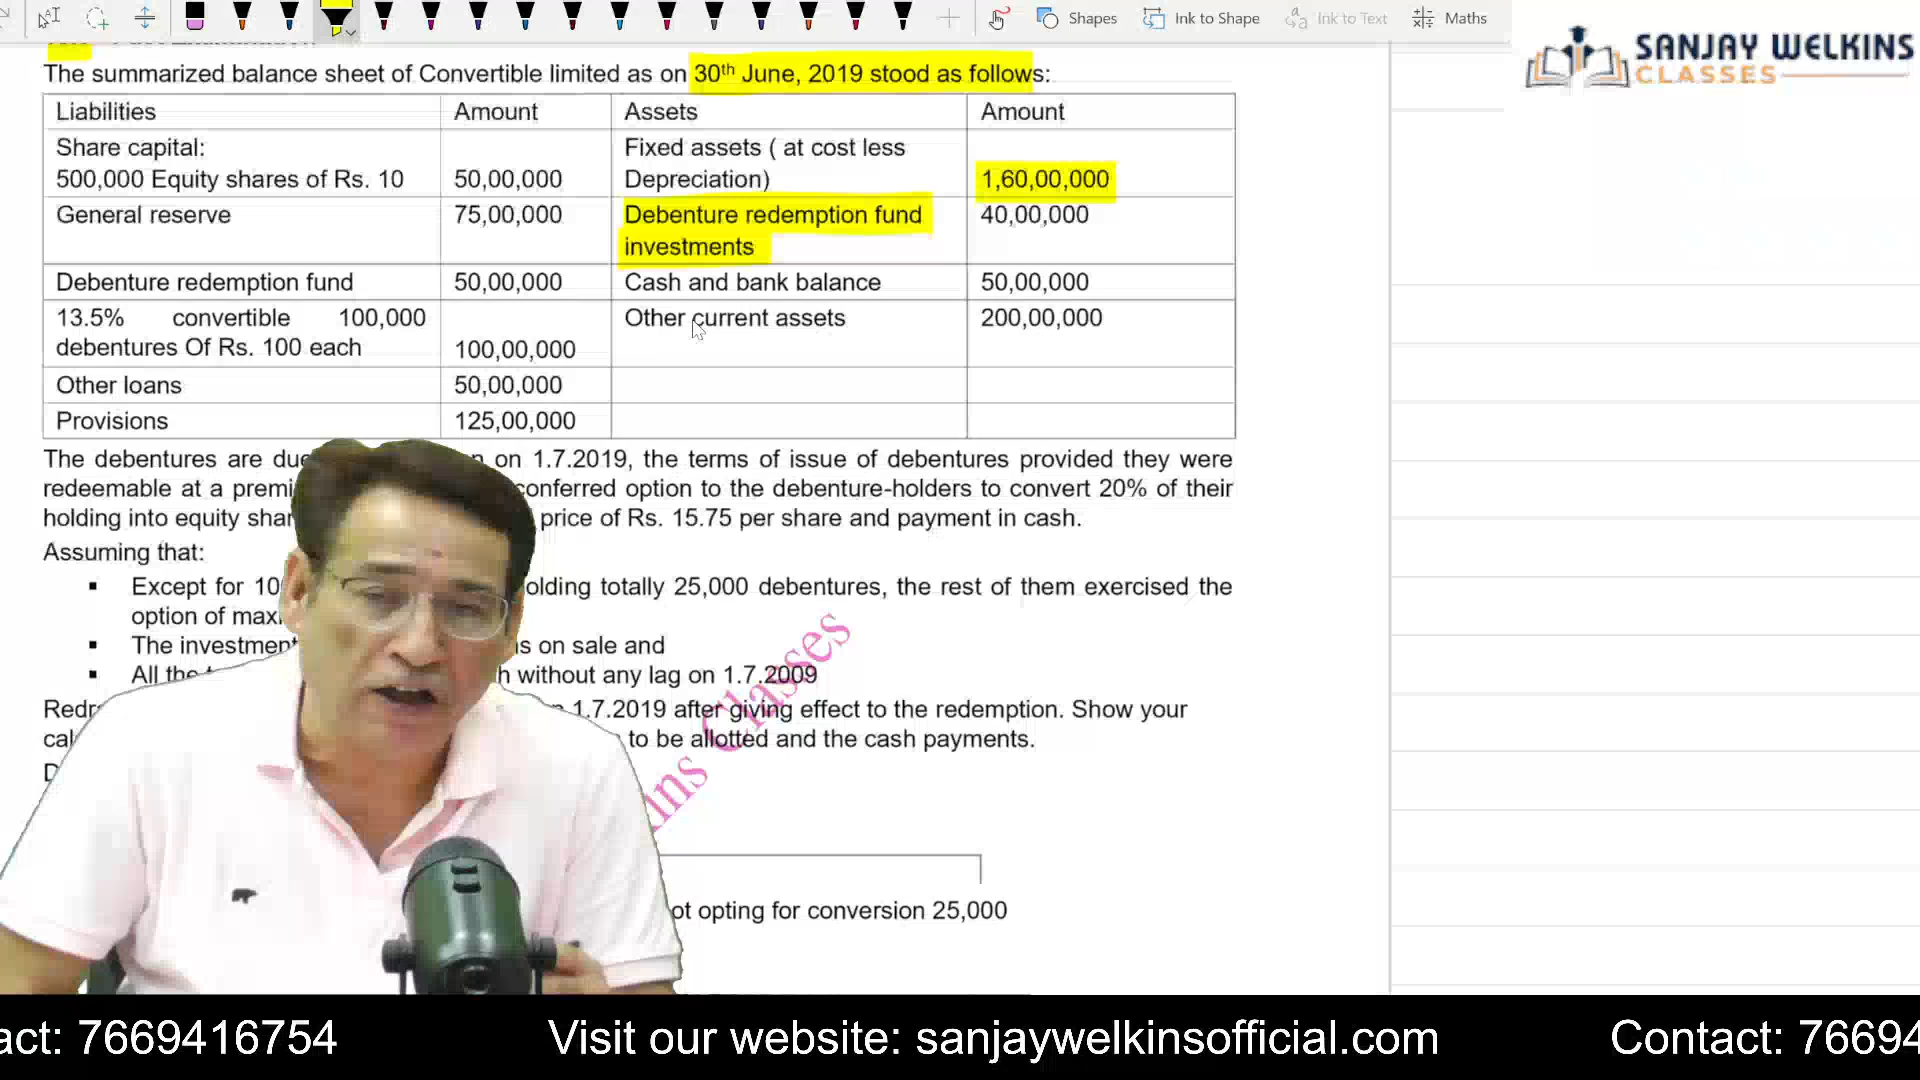 Shapes Ink to Shape Ink to Text Maths
SANJAY WELKINS
CLASSES
The summarized balance sheet of Convertible limited as on 30th June, 2019 stood as follows:
Liabilities Amount Assets Amount
Share capital: Fixed assets ( at cost less
500,000 Equity shares of Rs. 10 50,00,000 Depreciation) 1,60,00,000
General reserve 75,00,000 Debenture redemption fund 40,00,000
investments
Debenture redemption fund 50,00,000 Cash and bank balance 50,00,000
13.5% convertible 100,000 Other current assets 200,00,000
debentures Of Rs. 100 each 100,00,000
Other loans 50,00,000
Provisions 125,00,000
The debentures are due on 1.7.2019, the terms of issue of debentures provided they were
redeemable at a conferred option to the debenture-holders to convert 20% of their
holding into equity price of Rs. 15.75 per share and payment in cash.
Assuming that:
▪ Except for totally 25,000 debentures, the rest of them exercised the
option of
▪ The on sale and
▪ All without any lag on 1.7.2009
1.7.2019 after giving effect to the redemption. Show your
to be allotted and the cash payments.
Classes
opting for conversion 25,000
act: 7669416754 Visit our website: sanjaywelkinsofficial.com Contact: 76694